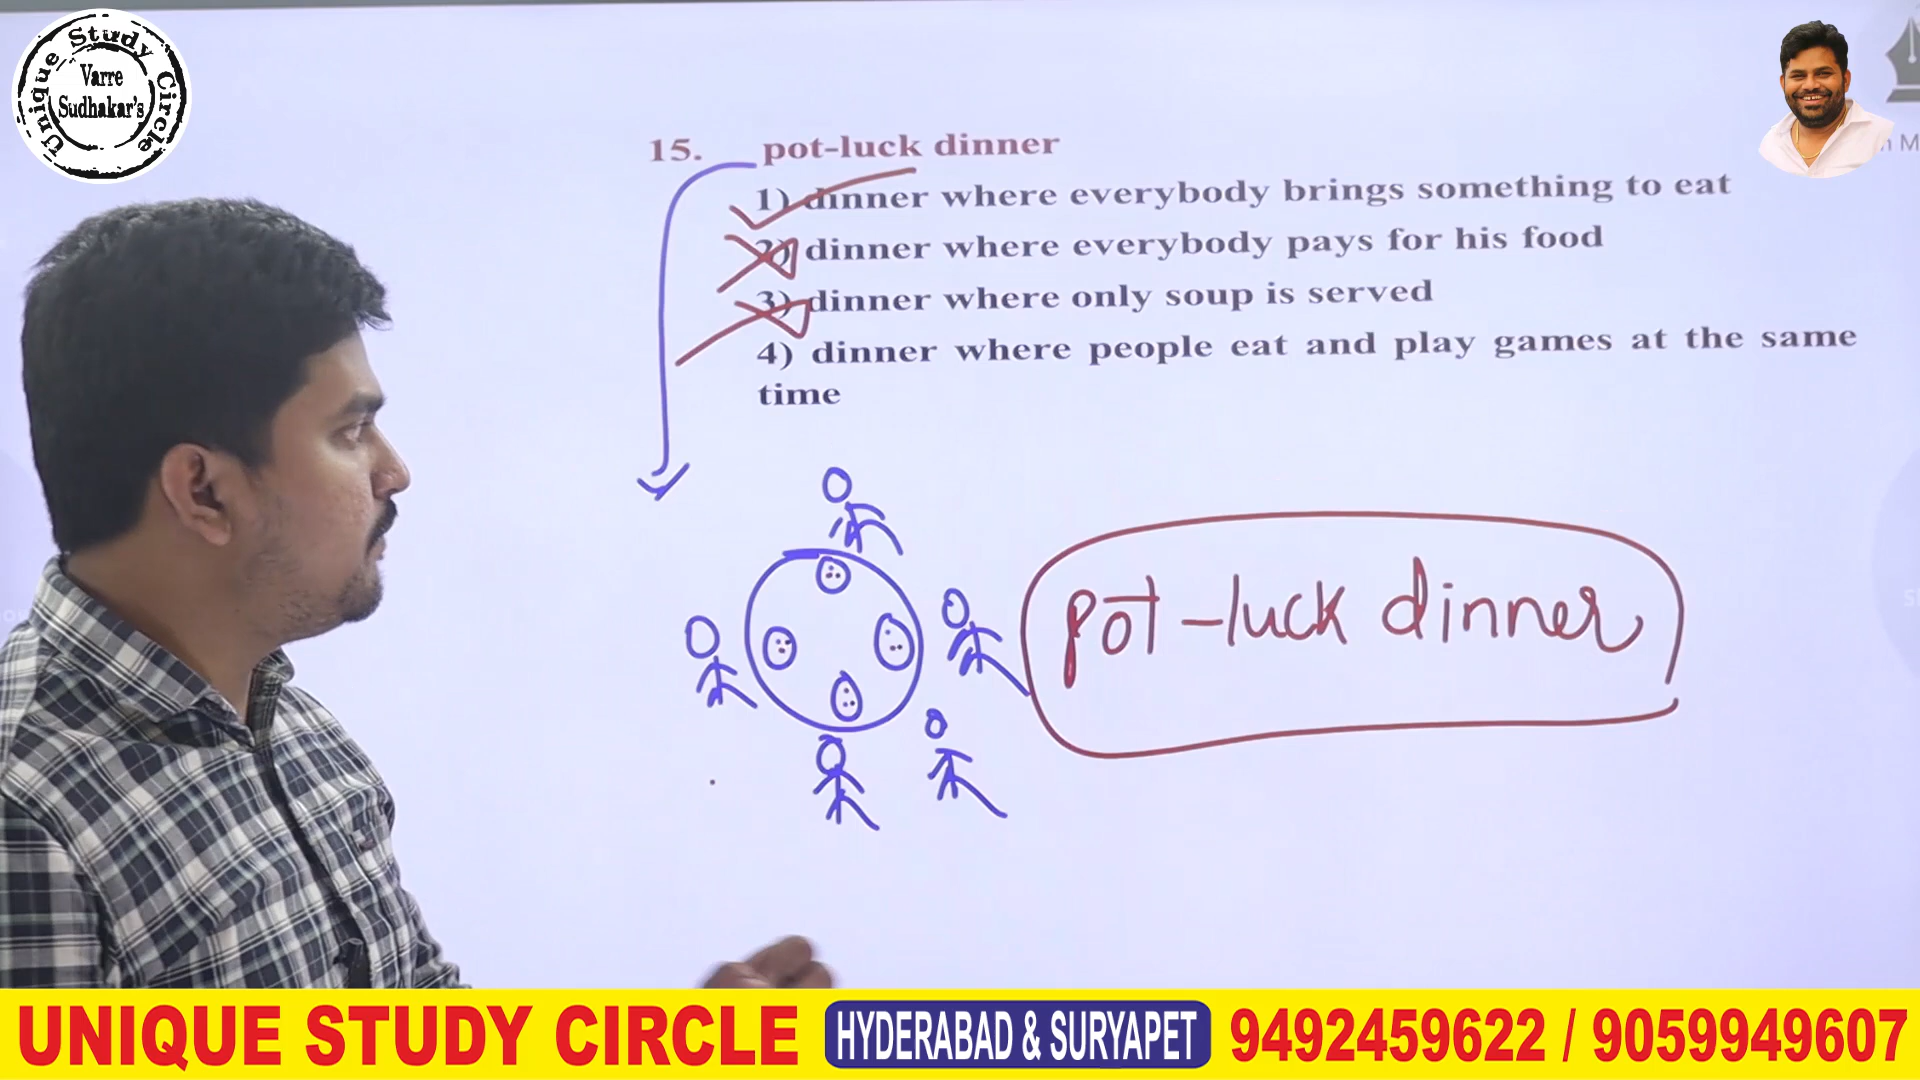 Unique Study Circle
Varre
Sudhakar's
15. pot-luck dinner
1) dinner where everybody brings something to eat
2) dinner where everybody pays for his food
3) dinner where only soup is served
4) dinner where people eat and play games at the same
time
pot-luck dinner
UNIQUE STUDY CIRCLE HYDERABAD & SURYAPET 9492459622 / 9059949607